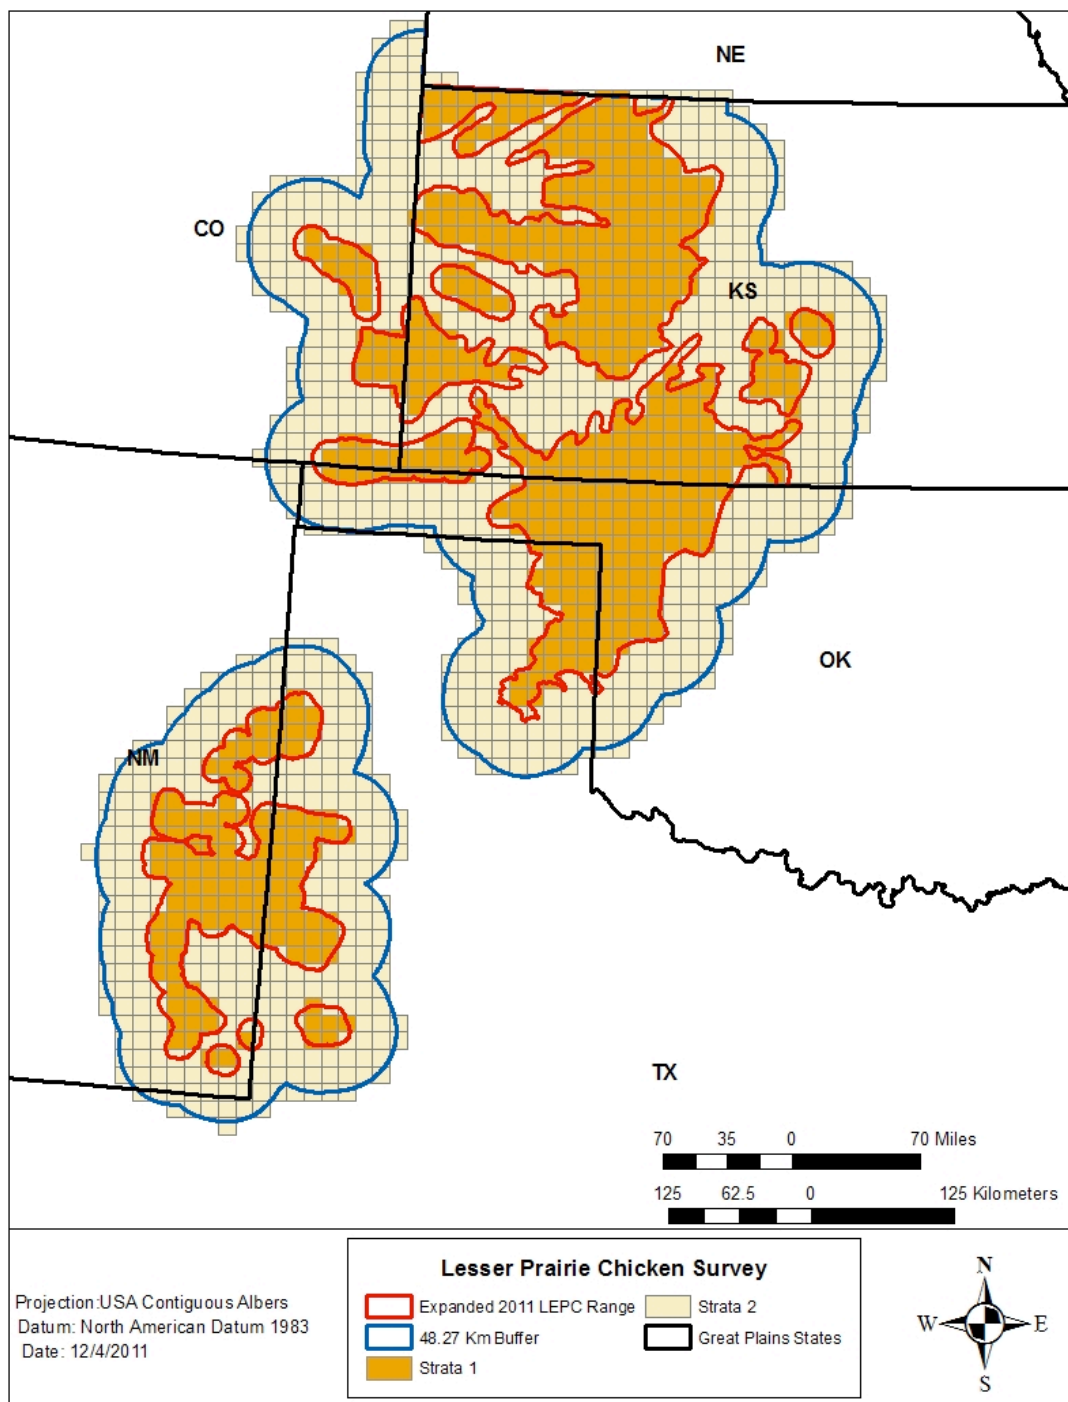 NE
CO
KS
OK
NM
TX
70 35 0 70 Miles
125 62.5 0 125 Kilometers
Lesser Prairie Chicken Survey
Expanded 2011 LEPC Range
Strata 2
48.27 Km Buffer
Great Plains States
Strata 1
Projection:USA Contiguous Albers
Datum: North American Datum 1983
Date: 12/4/2011
N
W E
S